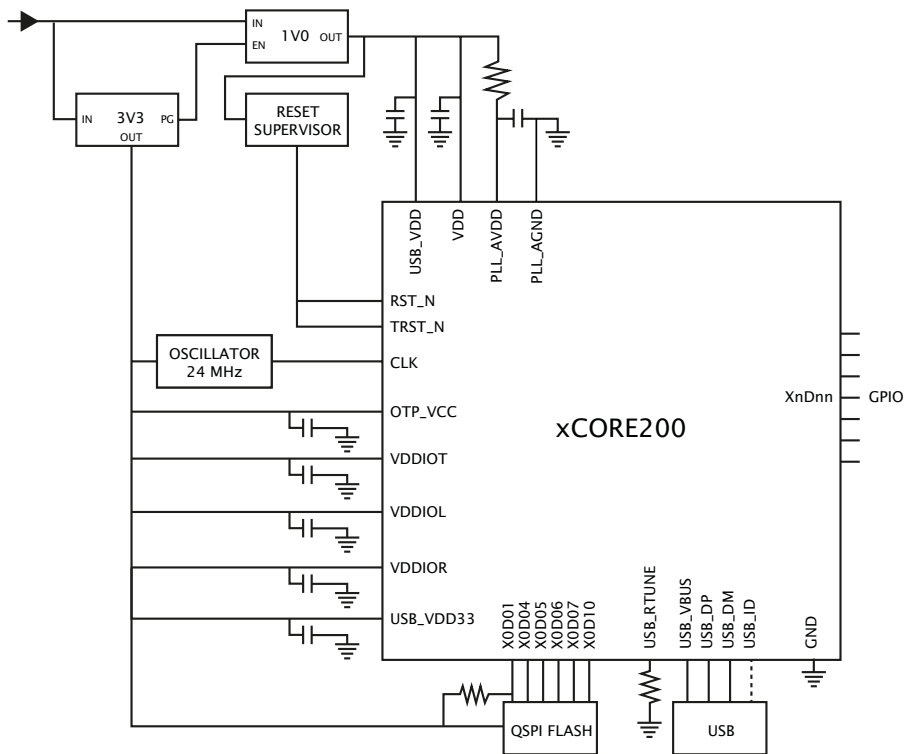 IN
EN
1V0
OUT
IN
3V3
PG
OUT
RESET
SUPERVISOR
USB_VDD
VDD
PLL_AVDD
PLL_AGND
RST_N
TRST_N
OSCILLATOR
24 MHz
CLK
OTP_VCC
VDDIOT
VDDIOL
VDDIOR
USB_VDD33
xCORE200
XnDnn
GPIO
X0D01
X0D04
X0D05
X0D06
X0D07
X0D10
USB_RTUNE
USB_VBUS
USB_DP
USB_DM
USB_ID
GND
QSPI FLASH
USB